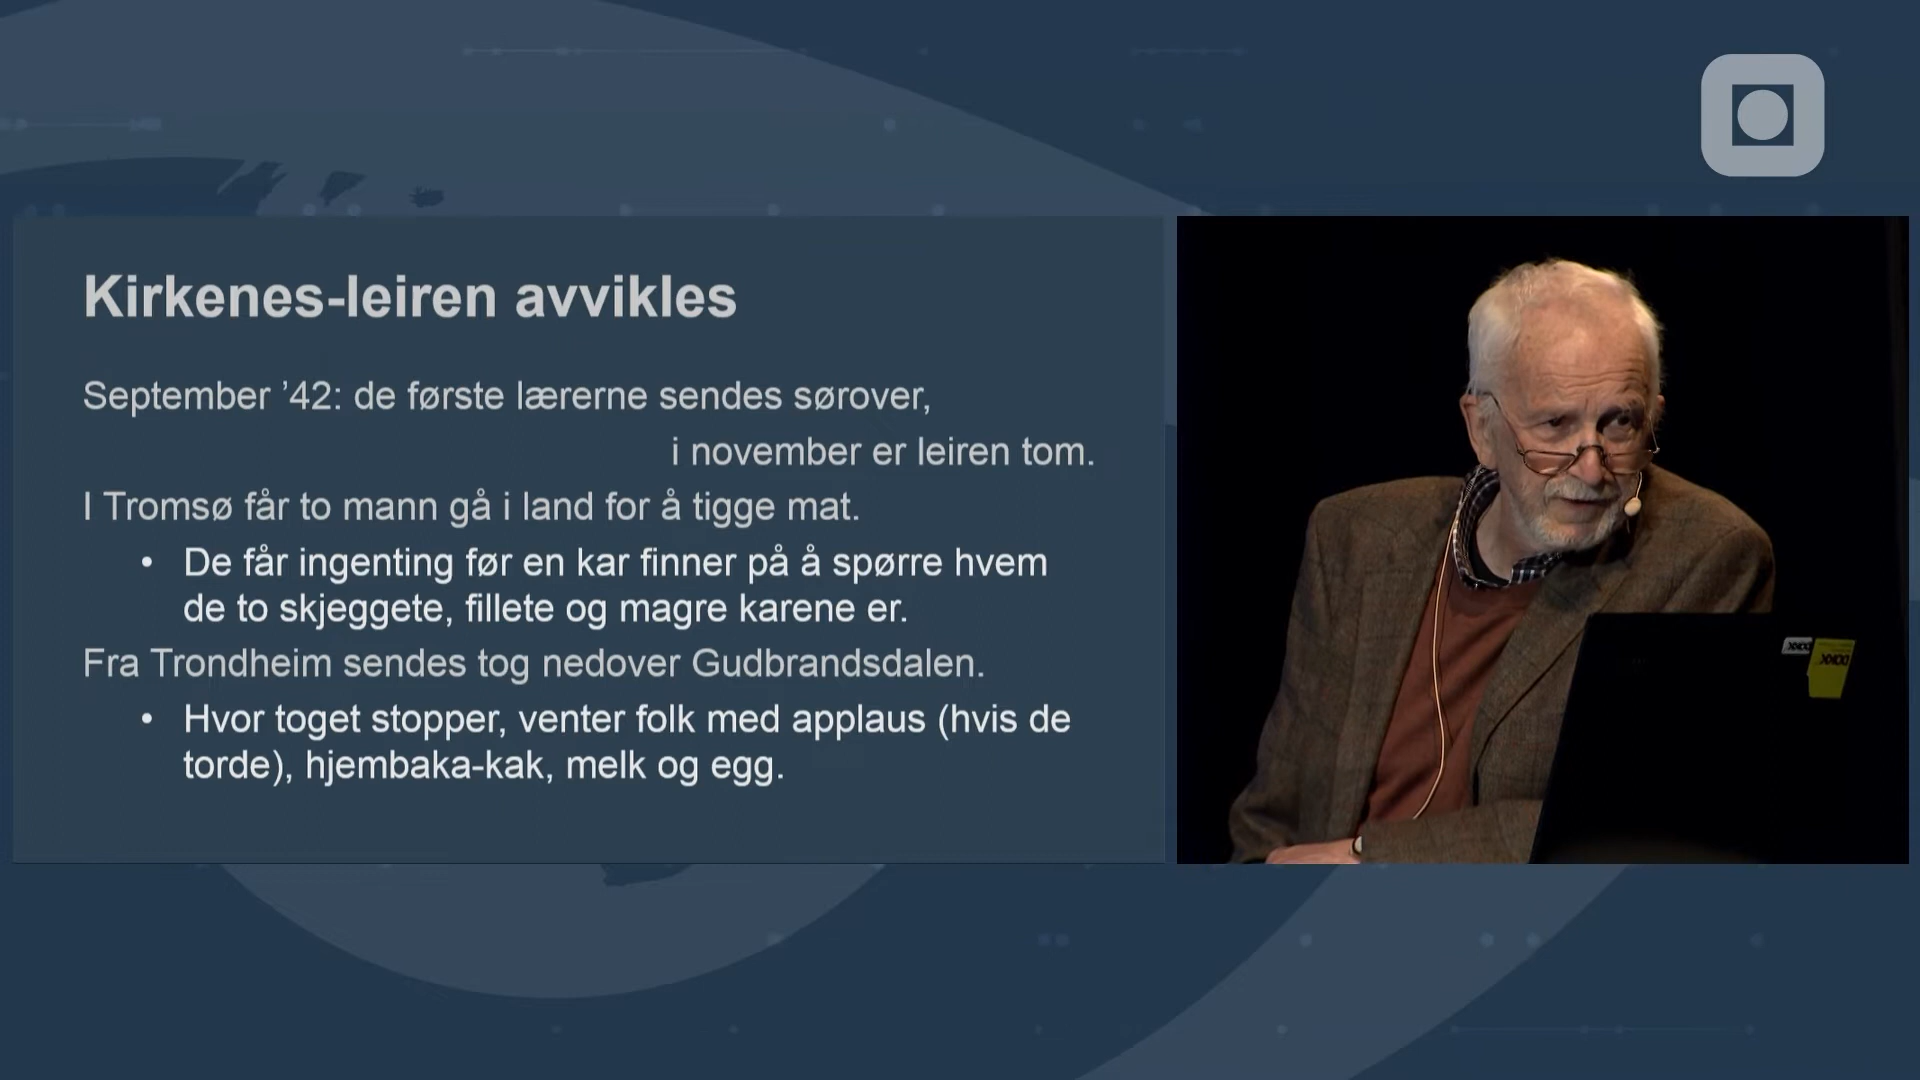 Kirkenes-leiren avvikles
September ’42: de første lærerne sendes sørover,
i november er leiren tom.
I Tromsø får to mann gå i land for å tigge mat.
• De får ingenting før en kar finner på å spørre hvem
de to skjeggete, fillete og magre karene er.
Fra Trondheim sendes tog nedover Gudbrandsdalen.
• Hvor toget stopper, venter folk med applaus (hvis de
torde), hjembaka-kak, melk og egg.